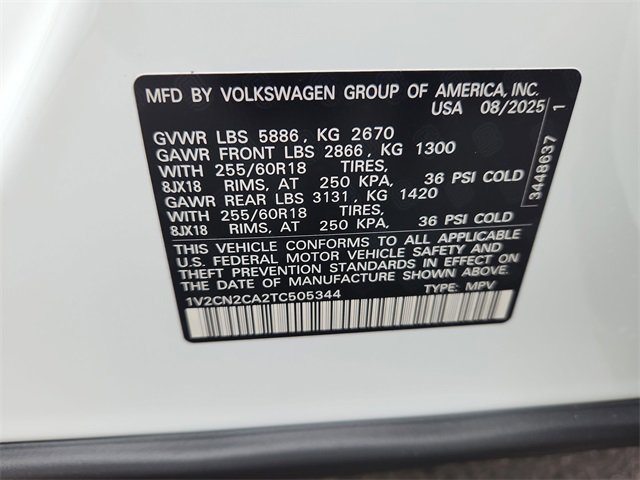 MFD BY VOLKSWAGEN GROUP OF AMERICA, INC.
USA 08/2025
GVWR LBS 5886 , KG 2670
GAWR FRONT LBS 2866 , KG 1300
WITH 255/60R18 TIRES,
8JX18 RIMS, AT 250 KPA, 36 PSI COLD
GAWR REAR LBS 3131 , KG 1420
WITH 255/60R18 TIRES,
8JX18 RIMS, AT 250 KPA, 36 PSI COLD
THIS VEHICLE CONFORMS TO ALL APPLICABLE
U.S. FEDERAL MOTOR VEHICLE SAFETY AND
THEFT PREVENTION STANDARDS IN EFFECT ON
THE DATE OF MANUFACTURE SHOWN ABOVE.
1V2CN2CA2TC505344 TYPE: MPV
3448637 1